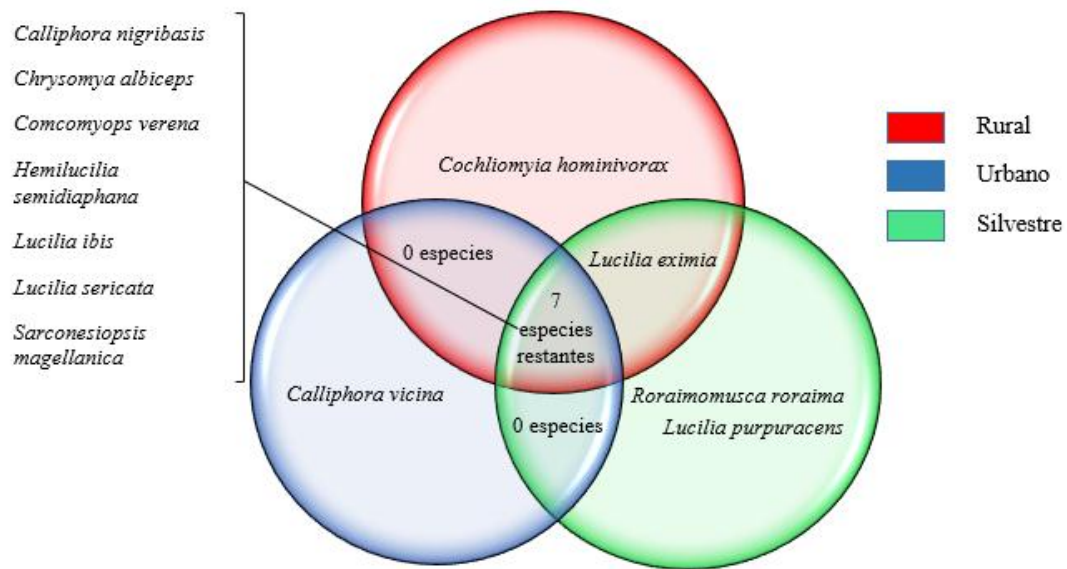 Calliphora nigribasis
Chrysomya albiceps
Comcomyops verena
Hemilucilia
semidiaphana
Lucilia ibis
Lucilia sericata
Sarconesiopsis
magellanica
Cochliomyia hominivorax
0 especies
Lucilia eximia
7
especies
restantes
Calliphora vicina
Roraimomusca roraima
0 especies
Lucilia purpuracens
Rural
Urbano
Silvestre